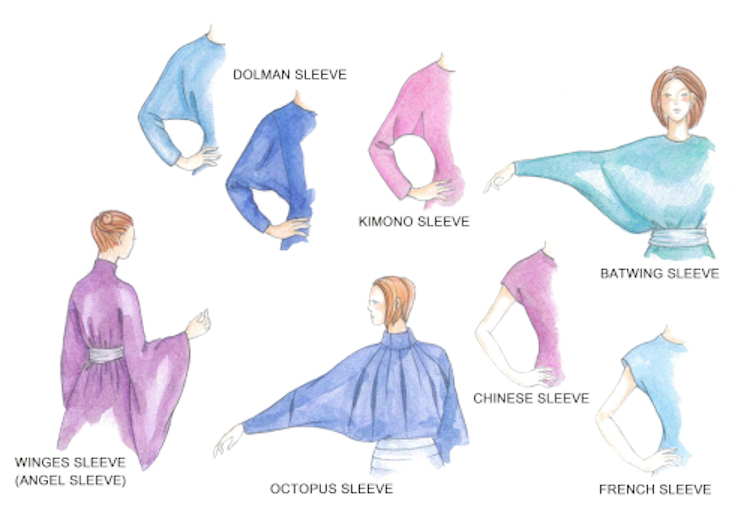 DOLMAN SLEEVE
KIMONO SLEEVE
BATWING SLEEVE
CHINESE SLEEVE
WINGES SLEEVE
(ANGEL SLEEVE)
OCTOPUS SLEEVE
FRENCH SLEEVE